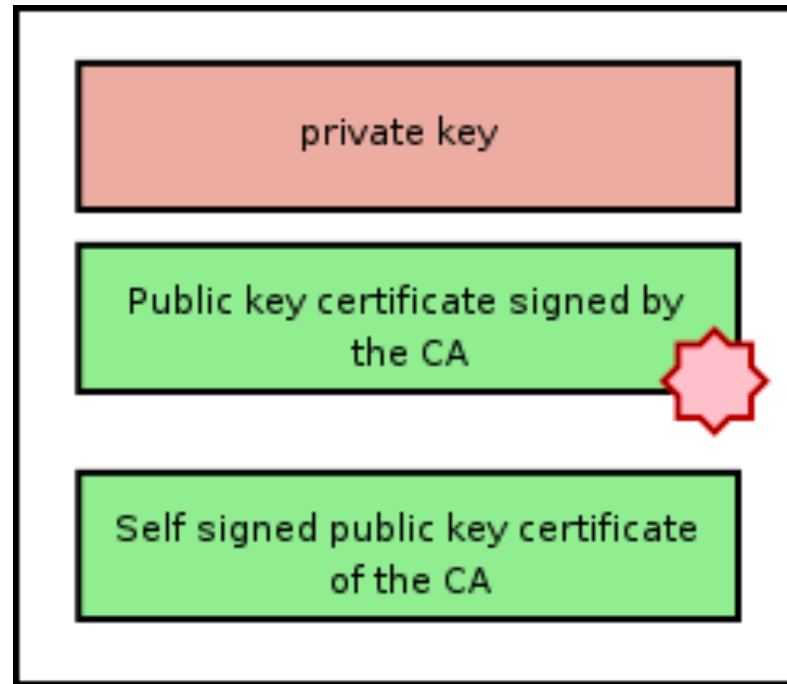 private key
Public key certificate signed by
the CA
Self signed public key certificate
of the CA